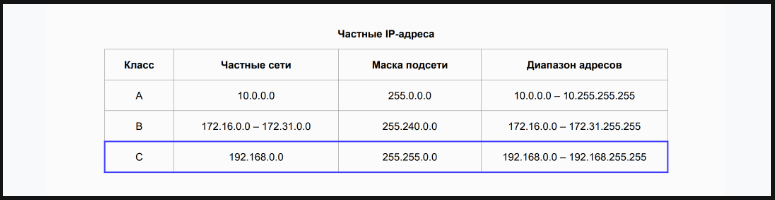 Частные IP-адреса
Класс Частные сети Маска подсети Диапазон адресов
A 10.0.0.0 255.0.0.0 10.0.0.0 – 10.255.255.255
B 172.16.0.0 – 172.31.0.0 255.240.0.0 172.16.0.0 – 172.31.255.255
C 192.168.0.0 255.255.0.0 192.168.0.0 – 192.168.255.255